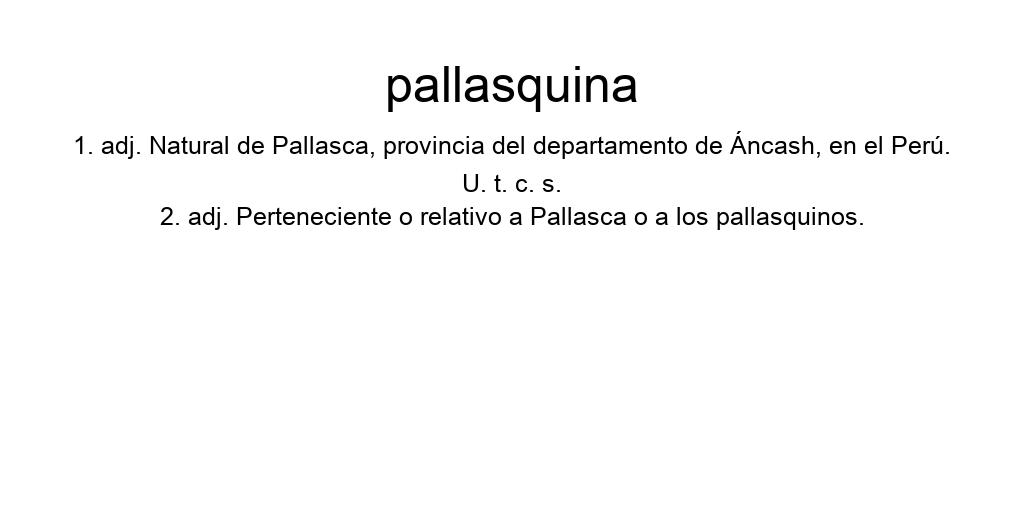 pallasquina
1. adj. Natural de Pallasca, provincia del departamento de Áncash, en el Perú.
U. t. c. s.
2. adj. Perteneciente o relativo a Pallasca o a los pallasquinos.